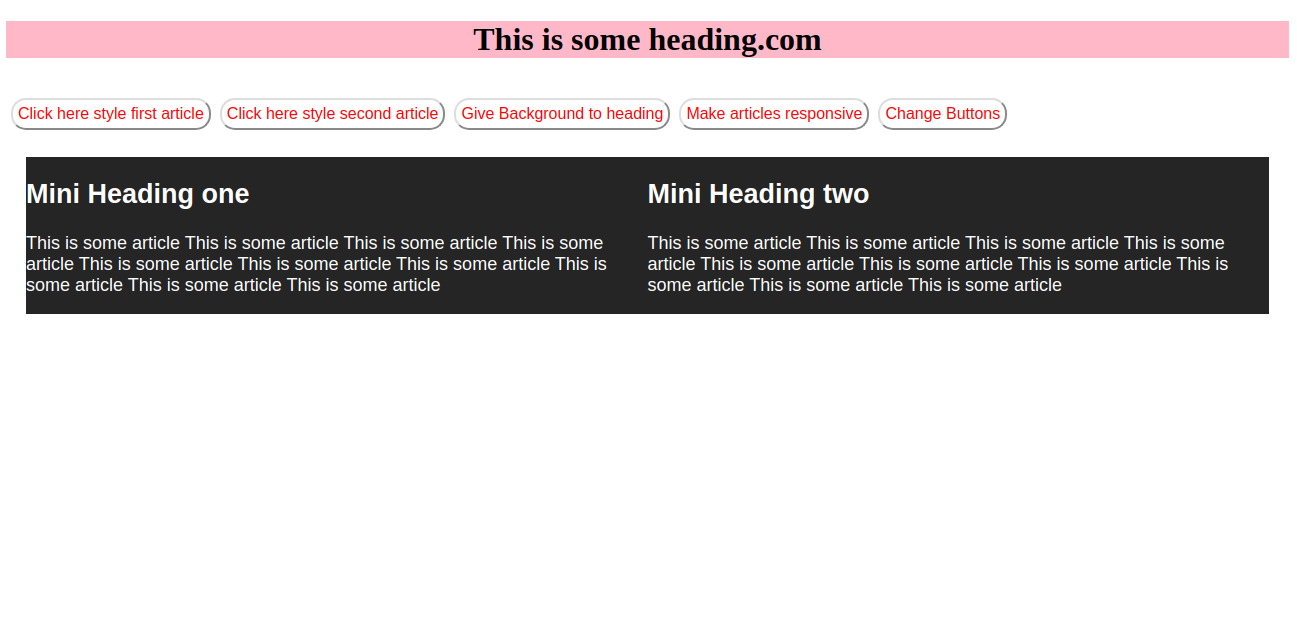 This is some heading.com
Click here style first article
Click here style second article
Give Background to heading
Make articles responsive
Change Buttons
Mini Heading one
This is some article This is some article This is some article This is some
article This is some article This is some article This is some article This is
some article This is some article This is some article
Mini Heading two
This is some article This is some article This is some article This is some
article This is some article This is some article This is some article This is
some article This is some article This is some article